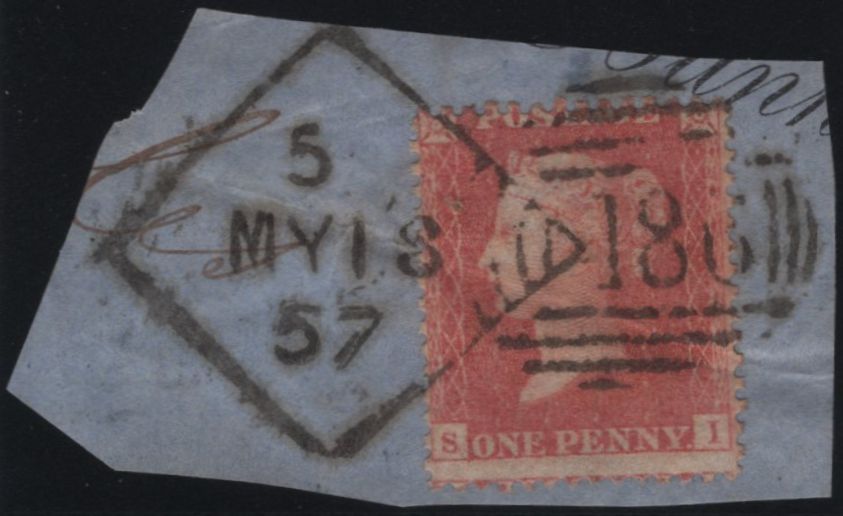 POSTAGE
5
MY 18
57
186
S ONE PENNY. I